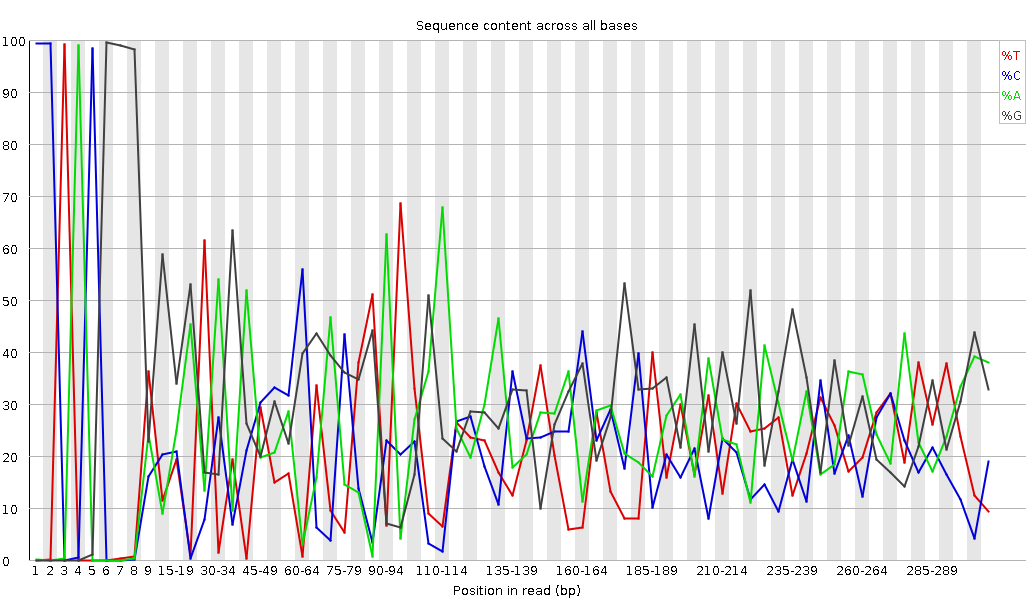 Sequence content across all bases
100
90
80
70
60
50
40
30
20
10
0
%T
%C
%A
%G
1 2 3 4 5 6 7 8 9 15-19 30-34 45-49 60-64 75-79 90-94 110-114 135-139 160-164 185-189 210-214 235-239 260-264 285-289
Position in read (bp)